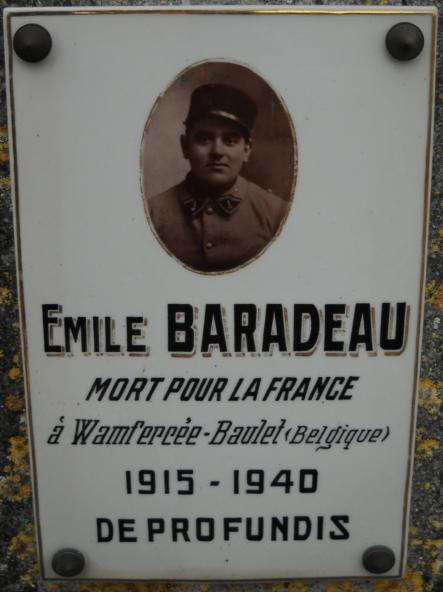 EMILE BARADEAU
MORT POUR LA FRANCE
à Wamfercée-Baulet (Belgique)
1915 - 1940
DE PROFUNDIS